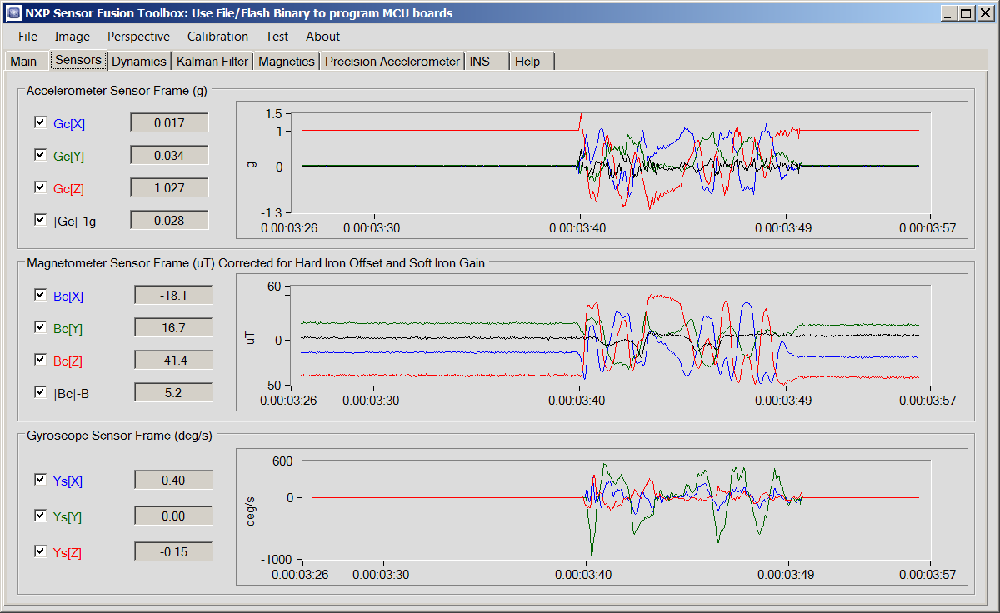 NXP Sensor Fusion Toolbox: Use File/Flash Binary to program MCU boards
File Image Perspective Calibration Test About
Main Sensors Dynamics Kalman Filter Magnetics Precision Accelerometer INS Help
Accelerometer Sensor Frame (g)
Gc[X] 0.017
Gc[Y] 0.034
Gc[Z] 1.027
|Gc|-1g 0.028
g
1.5
1
0
-1.3
0.00:03:26 0.00:03:30 0.00:03:40 0.00:03:49 0.00:03:57
Magnetometer Sensor Frame (uT) Corrected for Hard Iron Offset and Soft Iron Gain
Bc[X] -18.1
Bc[Y] 16.7
Bc[Z] -41.4
|Bc|-B 5.2
uT
60
0
-50
0.00:03:26 0.00:03:30 0.00:03:40 0.00:03:49 0.00:03:57
Gyroscope Sensor Frame (deg/s)
Ys[X] 0.40
Ys[Y] 0.00
Ys[Z] -0.15
deg/s
600
0
-1000
0.00:03:26 0.00:03:30 0.00:03:40 0.00:03:49 0.00:03:57